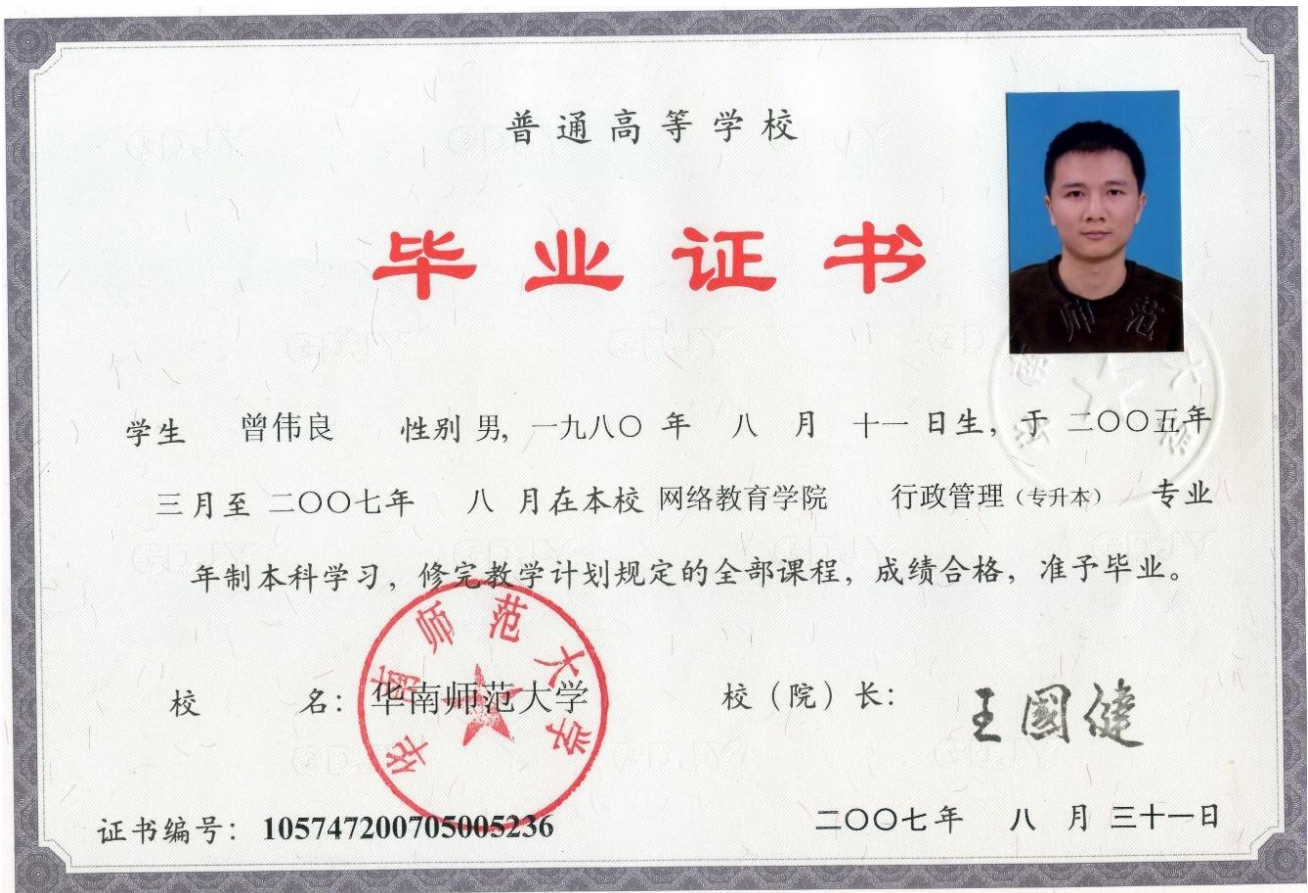 普通高等学校
毕业证书
学生 曾伟良 性别 男, 一九八〇 年 八 月 十一 日生, 于 二〇〇五年
三月至 二〇〇七年 八 月在本校 网络教育学院 行政管理(专升本) 专业
年制本科学习, 修完教学计划规定的全部课程, 成绩合格, 准予毕业。
华南师范大学
校 名: 华南师范大学 校(院)长: 王國健
证书编号: 105747200705005236 二〇〇七年 八 月 三十一日